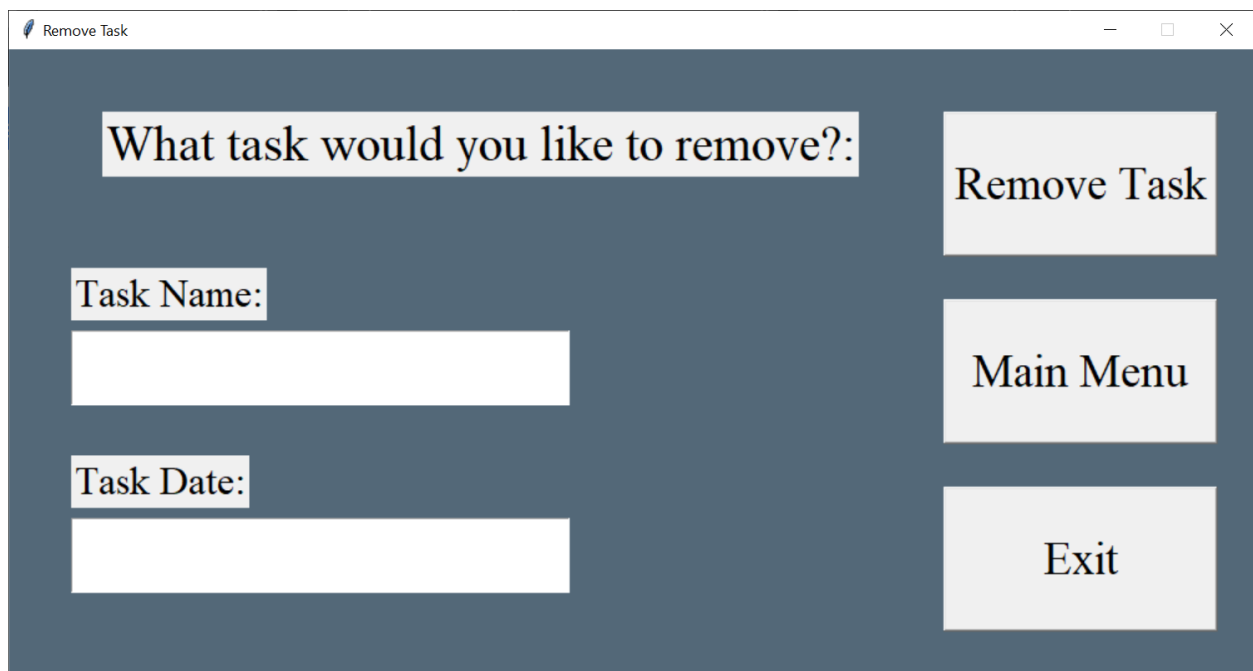 Remove Task
What task would you like to remove?:
Remove Task
Task Name:
Main Menu
Task Date:
Exit